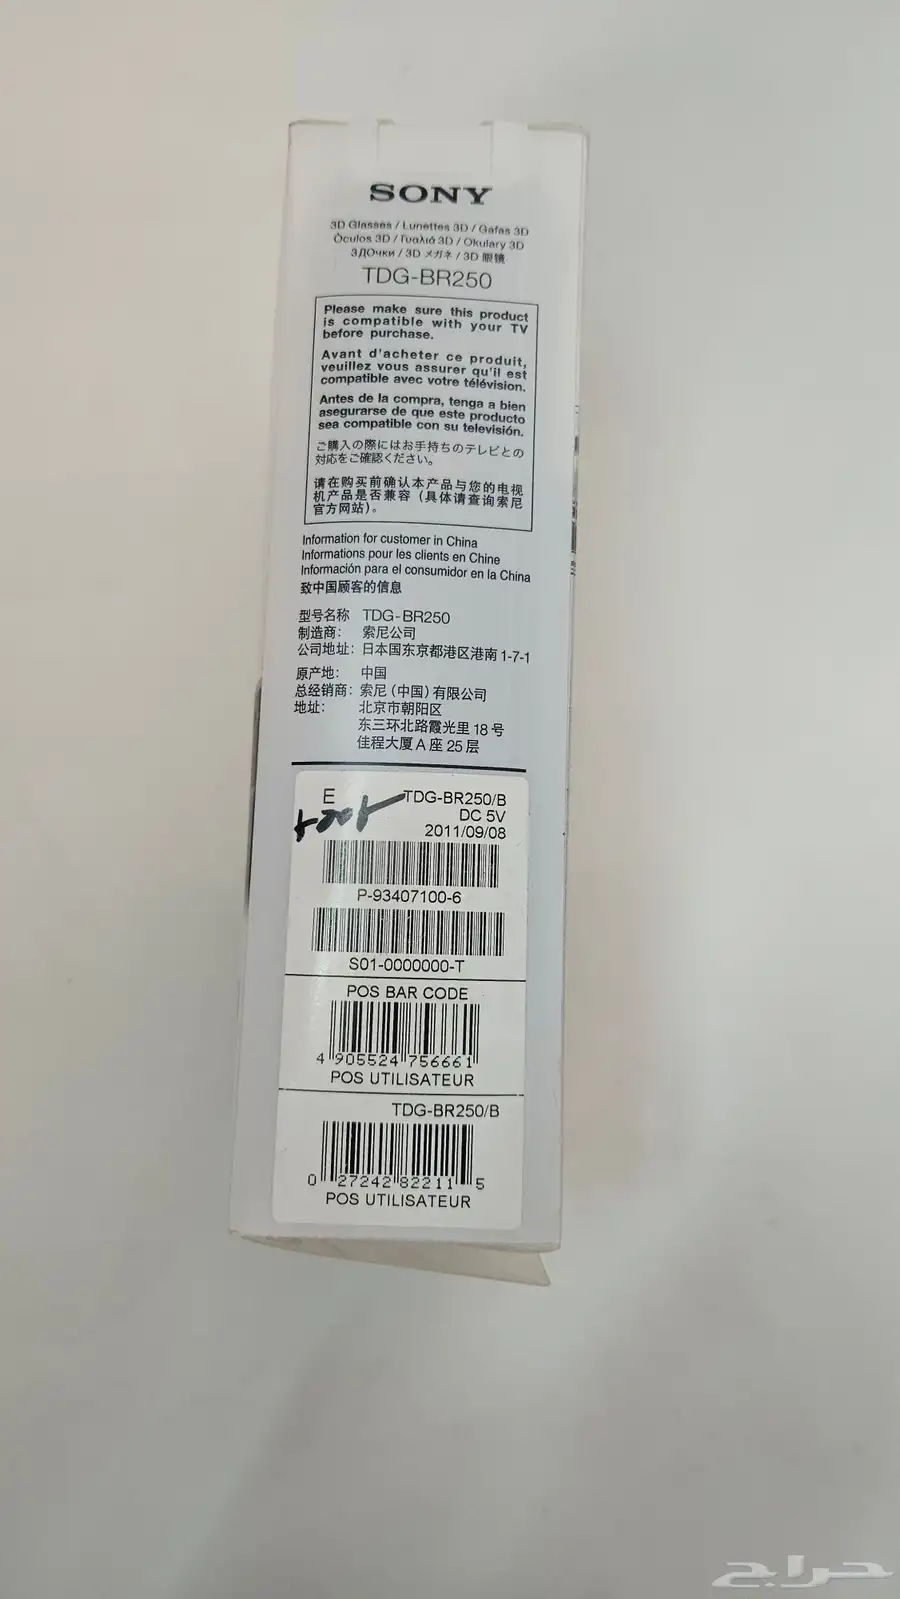 SONY
3D Glasses / Lunettes 3D / Gafas 3D
Óculos 3D / Γυαλιά 3D / Okulary 3D
3ДОчки / 3D メガネ / 3D 眼镜
TDG-BR250
Please make sure this product
is compatible with your TV
before purchase.
Avant d'acheter ce produit,
veuillez vous assurer qu'il est
compatible avec votre télévision.
Antes de la compra, tenga a bien
asegurarse de que este producto
sea compatible con su televisión.
ご購入の際にはお手持ちのテレビとの
対応をご確認ください。
请在购买前确认本产品与您的电视
机产品是否兼容（具体请查询索尼
官方网站）。
Information for customer in China
Informations pour les clients en Chine
Información para el consumidor en la China
致中国顾客的信息
型号名称 TDG-BR250
制造商： 索尼公司
公司地址： 日本国东京都港区港南 1-7-1
原产地： 中国
总经销商： 索尼（中国）有限公司
地址： 北京市朝阳区
东三环北路霞光里 18 号
佳程大厦 A 座 25 层
E TDG-BR250/B
DC 5V
2011/09/08
P-93407100-6
S01-0000000-T
POS BAR CODE
4 905524 756661
POS UTILISATEUR
TDG-BR250/B
0 27242 82211 5
POS UTILISATEUR
حراج